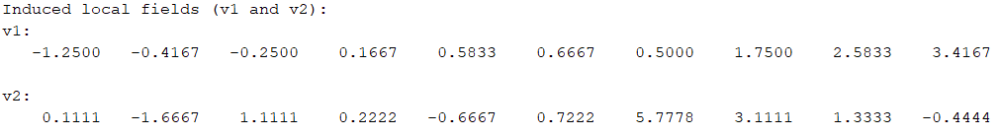 Induced local fields (v1 and v2):
v1:
-1.2500 -0.4167 -0.2500 0.1667 0.5833 0.6667 0.5000 1.7500 2.5833 3.4167
v2:
0.1111 -1.6667 1.1111 0.2222 -0.6667 0.7222 5.7778 3.1111 1.3333 -0.4444